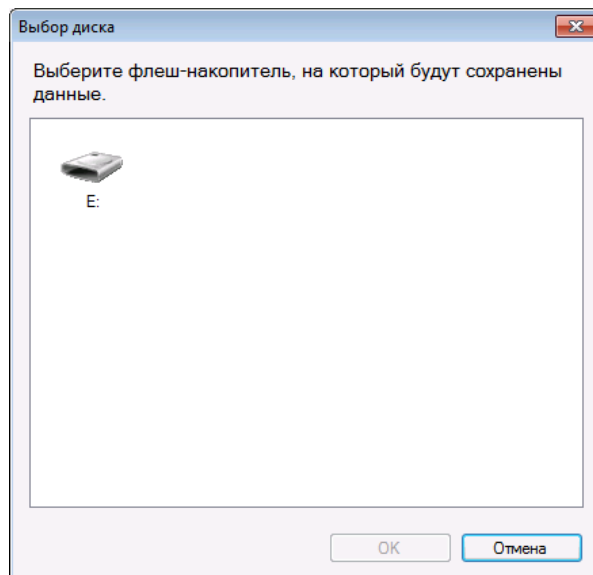 Выбор диска
Выберите флеш-накопитель, на который будут сохранены
данные.
E:
OK
Отмена